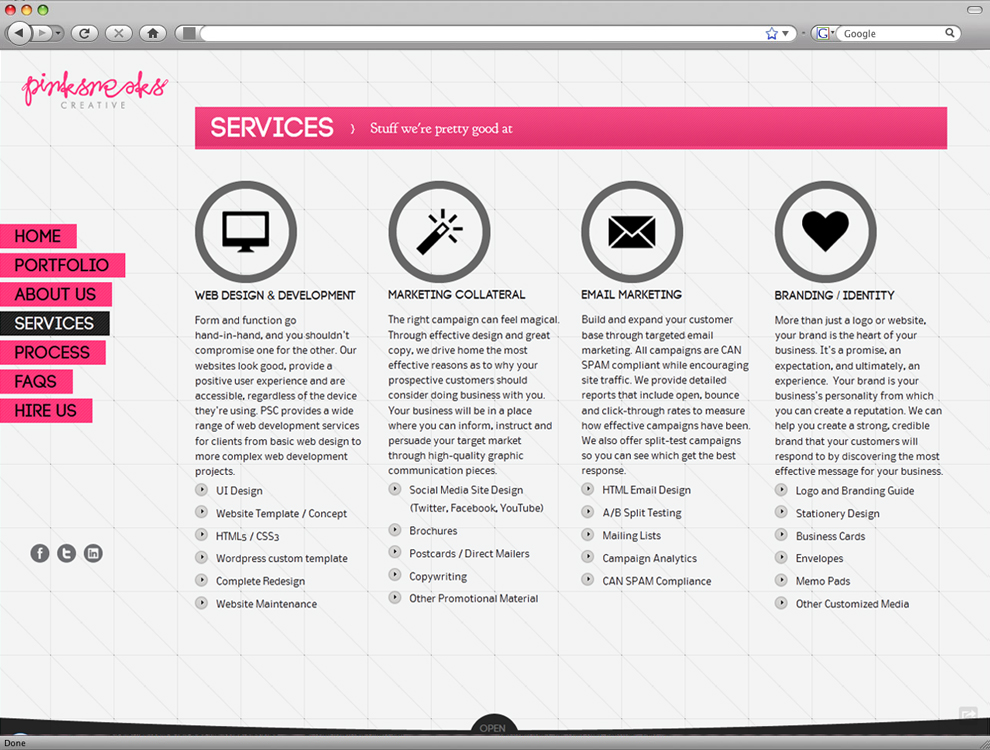 Google
pinksneaks
CREATIVE
SERVICES
Stuff we're pretty good at
HOME
PORTFOLIO
ABOUT US
SERVICES
PROCESS
FAQS
HIRE US
WEB DESIGN & DEVELOPMENT
Form and function go
hand-in-hand, and you shouldn't
compromise one for the other. Our
websites look good, provide a
positive user experience and are
accessible, regardless of the device
they're using. PSC provides a wide
range of web development services
for clients from basic web design to
more complex web development
projects.
UI Design
Website Template / Concept
HTML5 / CSS3
Wordpress custom template
Complete Redesign
Website Maintenance
MARKETING COLLATERAL
The right campaign can feel magical.
Through effective design and great
copy, we drive home the most
effective reasons as to why your
prospective customers should
consider doing business with you.
Your business will be in a place
where you can inform, instruct and
persuade your target market
through high-quality graphic
communication pieces.
Social Media Site Design
(Twitter, Facebook, YouTube)
Brochures
Postcards / Direct Mailers
Copywriting
Other Promotional Material
EMAIL MARKETING
Build and expand your customer
base through targeted email
marketing. All campaigns are CAN
SPAM compliant while encouraging
site traffic. We provide detailed
reports that include open, bounce
and click-through rates to measure
how effective campaigns have been.
We also offer split-test campaigns
so you can see which get the best
response.
HTML Email Design
A/B Split Testing
Mailing Lists
Campaign Analytics
CAN SPAM Compliance
BRANDING / IDENTITY
More than just a logo or website,
your brand is the heart of your
business. It's a promise, an
expectation, and ultimately, an
experience. Your brand is your
business's personality from which
you can create a reputation. We can
help you create a strong, credible
brand that your customers will
respond to by discovering the most
effective message for your business.
Logo and Branding Guide
Stationery Design
Business Cards
Envelopes
Memo Pads
Other Customized Media
OPEN
Done